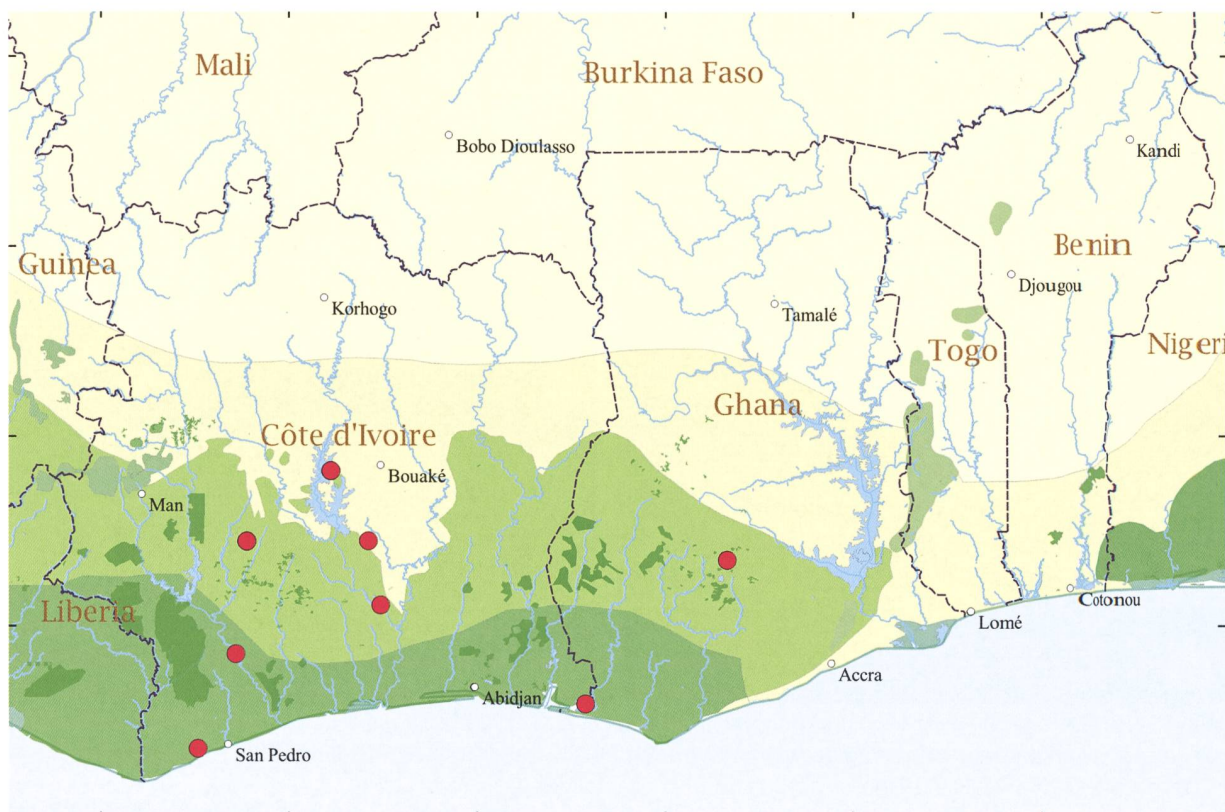 Mali
Burkina Faso
Bobo Dioulasso
Kandi
Guinea
Benin
Djougou
Korhogo
Tamalé
Togo
Nigeri
Ghana
Côte d'Ivoire
Bouaké
Man
Liberia
Cotonou
Lomé
Accra
Abidjan
San Pedro